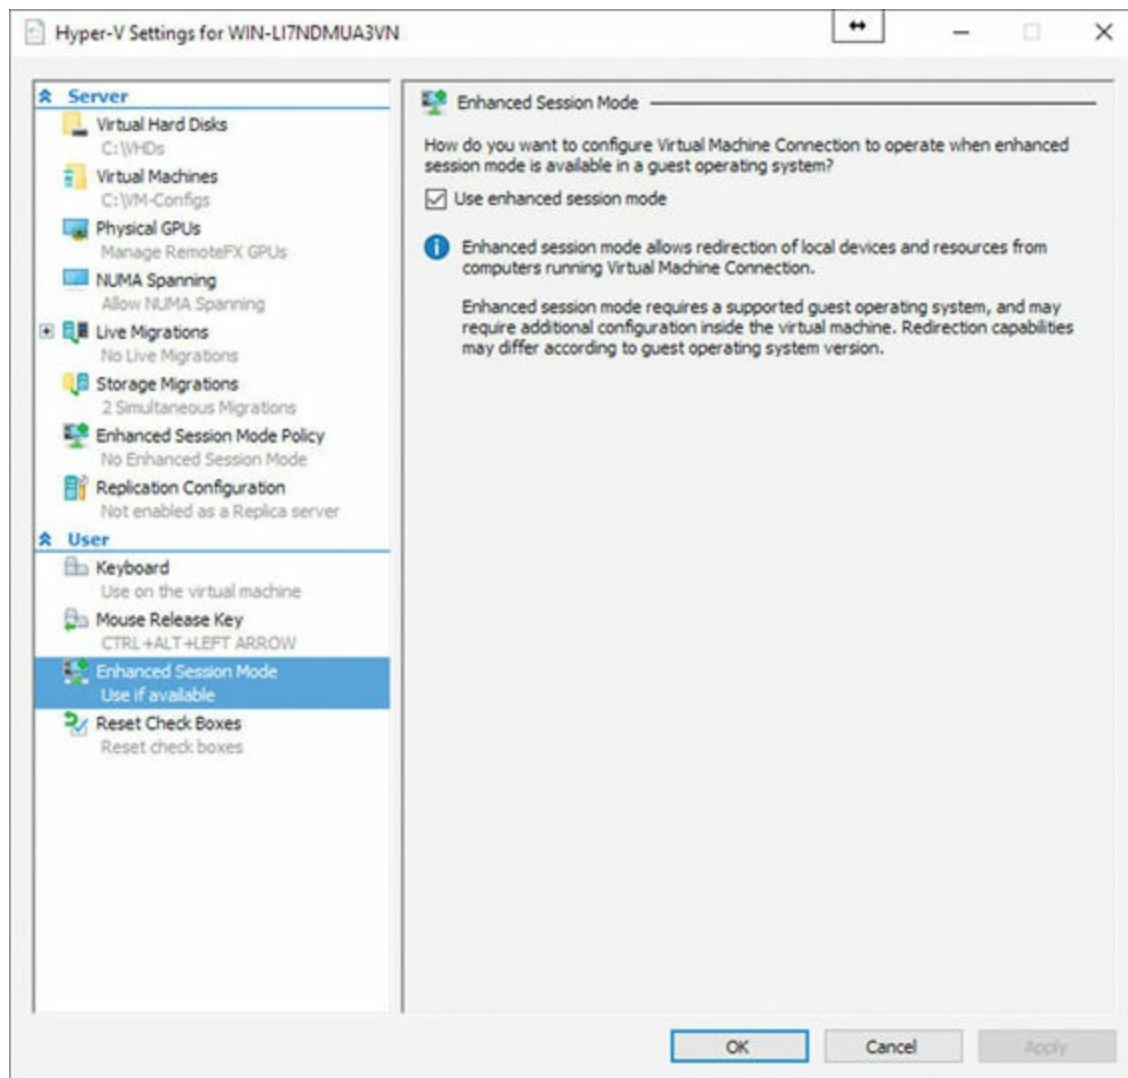 Hyper-V Settings for WIN-LI7NDMUA3VN
Server
Virtual Hard Disks
C:\VHDs
Virtual Machines
C:\VM-Configs
Physical GPUs
Manage RemoteFX GPUs
NUMA Spanning
Allow NUMA Spanning
Live Migrations
No Live Migrations
Storage Migrations
2 Simultaneous Migrations
Enhanced Session Mode Policy
No Enhanced Session Mode
Replication Configuration
Not enabled as a Replica server
User
Keyboard
Use on the virtual machine
Mouse Release Key
CTRL+ALT+LEFT ARROW
Enhanced Session Mode
Use if available
Reset Check Boxes
Reset check boxes
Enhanced Session Mode
How do you want to configure Virtual Machine Connection to operate when enhanced
session mode is available in a guest operating system?
Use enhanced session mode
Enhanced session mode allows redirection of local devices and resources from
computers running Virtual Machine Connection.
Enhanced session mode requires a supported guest operating system, and may
require additional configuration inside the virtual machine. Redirection capabilities
may differ according to guest operating system version.
OK
Cancel
Apply